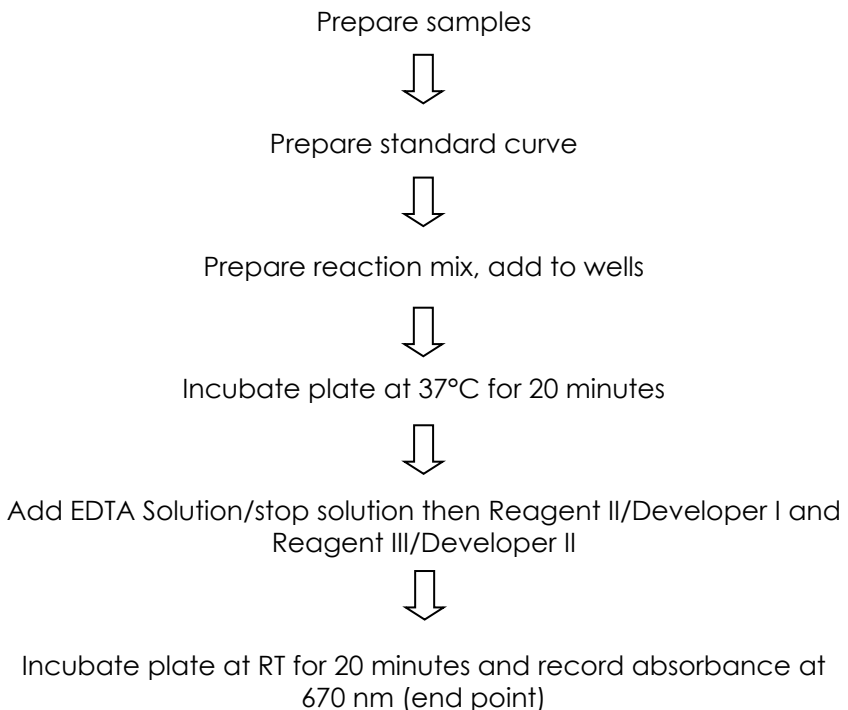 Prepare samples
Prepare standard curve
Prepare reaction mix, add to wells
Incubate plate at 37°C for 20 minutes
Add EDTA Solution/stop solution then Reagent II/Developer I and
Reagent III/Developer II
Incubate plate at RT for 20 minutes and record absorbance at
670 nm (end point)